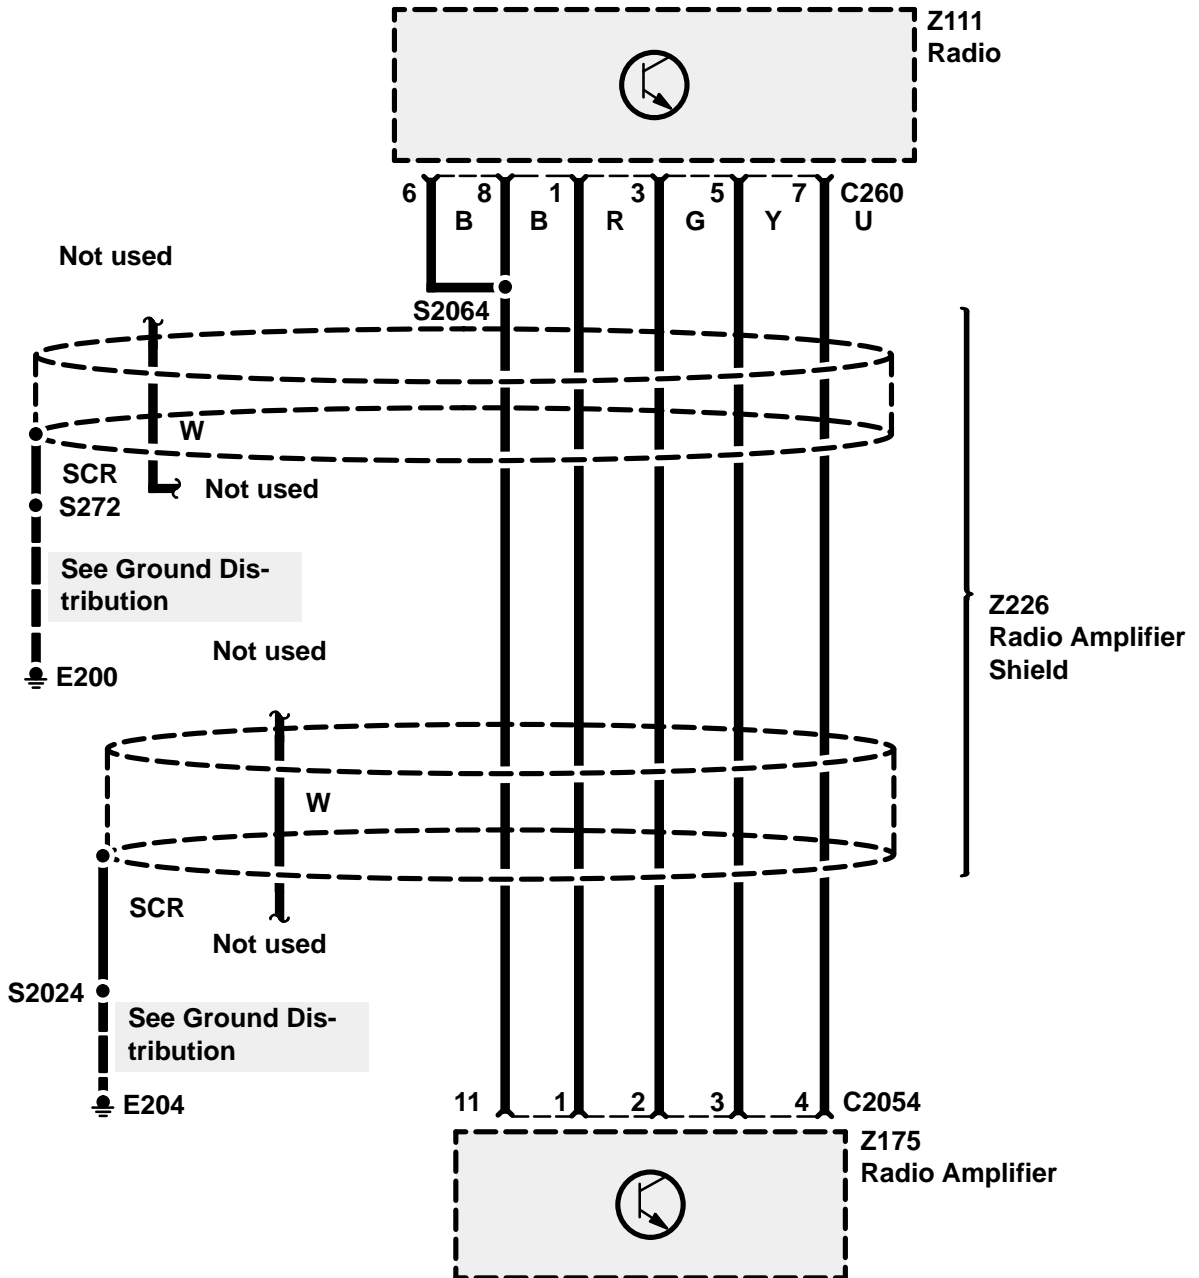 Z111
Radio
6 8 1 3 5 7 C260
B B R G Y U
Not used
S2064
W
SCR
Not used
S272
See Ground Dis-
tribution
Z226
Radio Amplifier
Shield
Not used
E200
W
SCR
Not used
S2024
See Ground Dis-
tribution
E204
11 1 2 3 4 C2054
Z175
Radio Amplifier